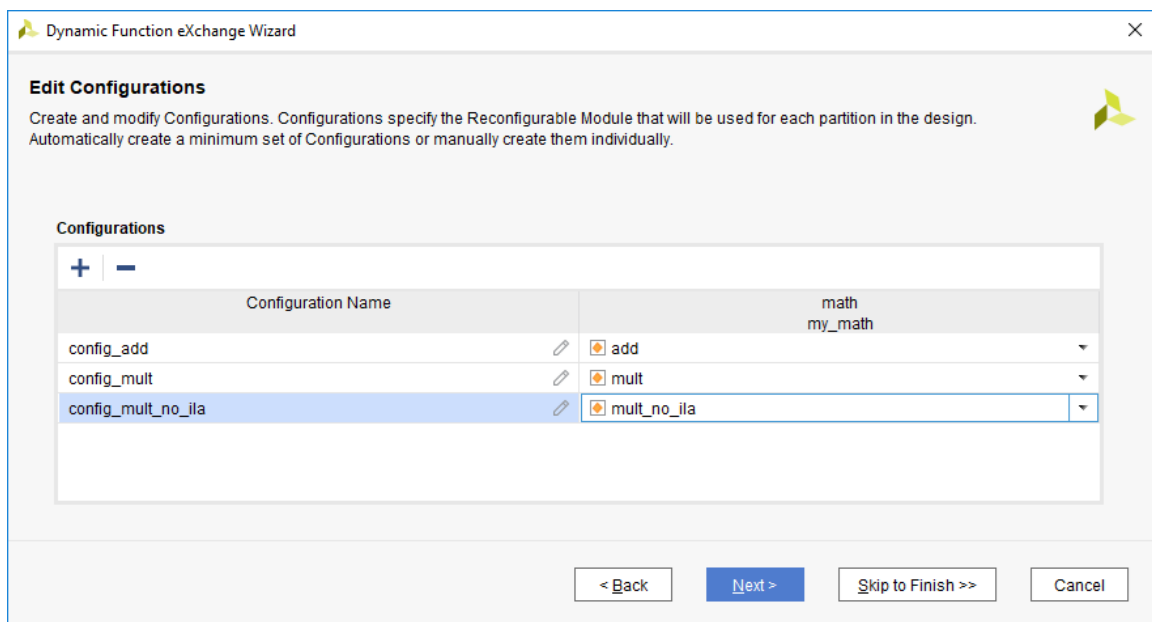 Dynamic Function eXchange Wizard
Edit Configurations
Create and modify Configurations. Configurations specify the Reconfigurable Module that will be used for each partition in the design.
Automatically create a minimum set of Configurations or manually create them individually.
Configurations
Configuration Name math
my_math
config_add add
config_mult mult
config_mult_no_ila mult_no_ila
< Back Next > Skip to Finish >> Cancel